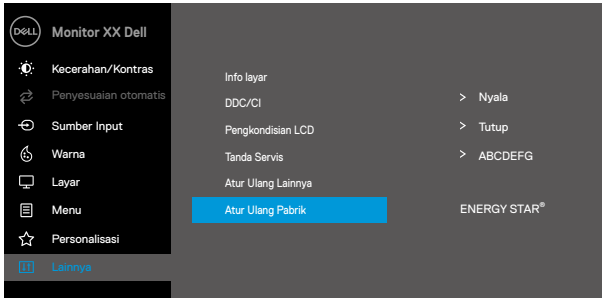 DELL Monitor XX Dell
Kecerahan/Kontras
Penyesuaian otomatis
Sumber Input
Warna
Layar
Menu
Personalisasi
Lainnya
Info layar
DDC/CI > Nyala
Pengkondisian LCD > Tutup
Tanda Servis > ABCDEFG
Atur Ulang Lainnya
Atur Ulang Pabrik ENERGY STAR®